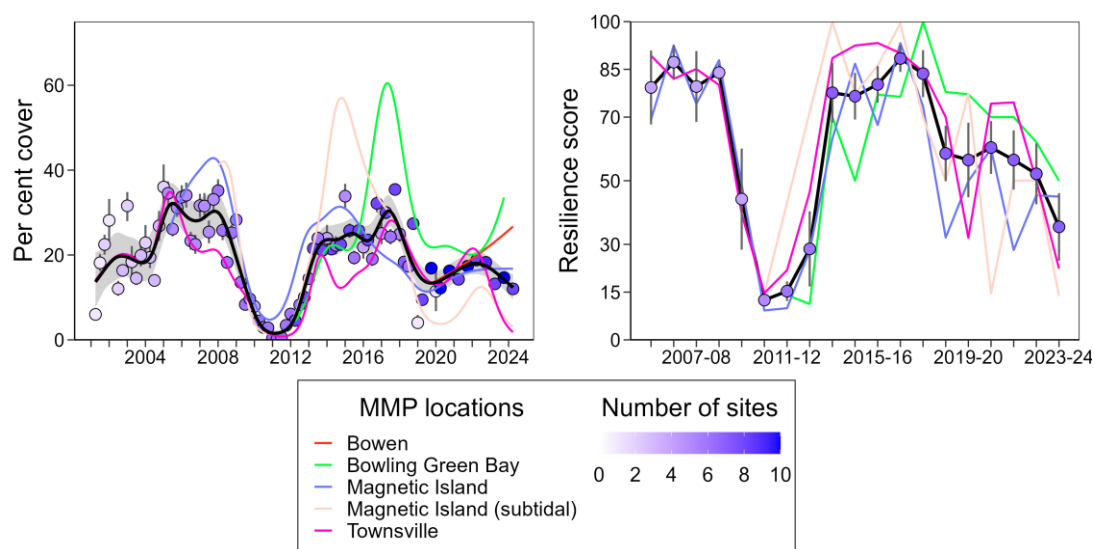 Per cent cover
60
40
20
0
2004 2008 2012 2016 2020 2024
Resilience score
100
85
70
45
30
15
0
2007-08 2011-12 2015-16 2019-20 2023-24
MMP locations
Bowen
Bowling Green Bay
Magnetic Island
Magnetic Island (subtidal)
Townsville
Number of sites
0 2 4 6 8 10